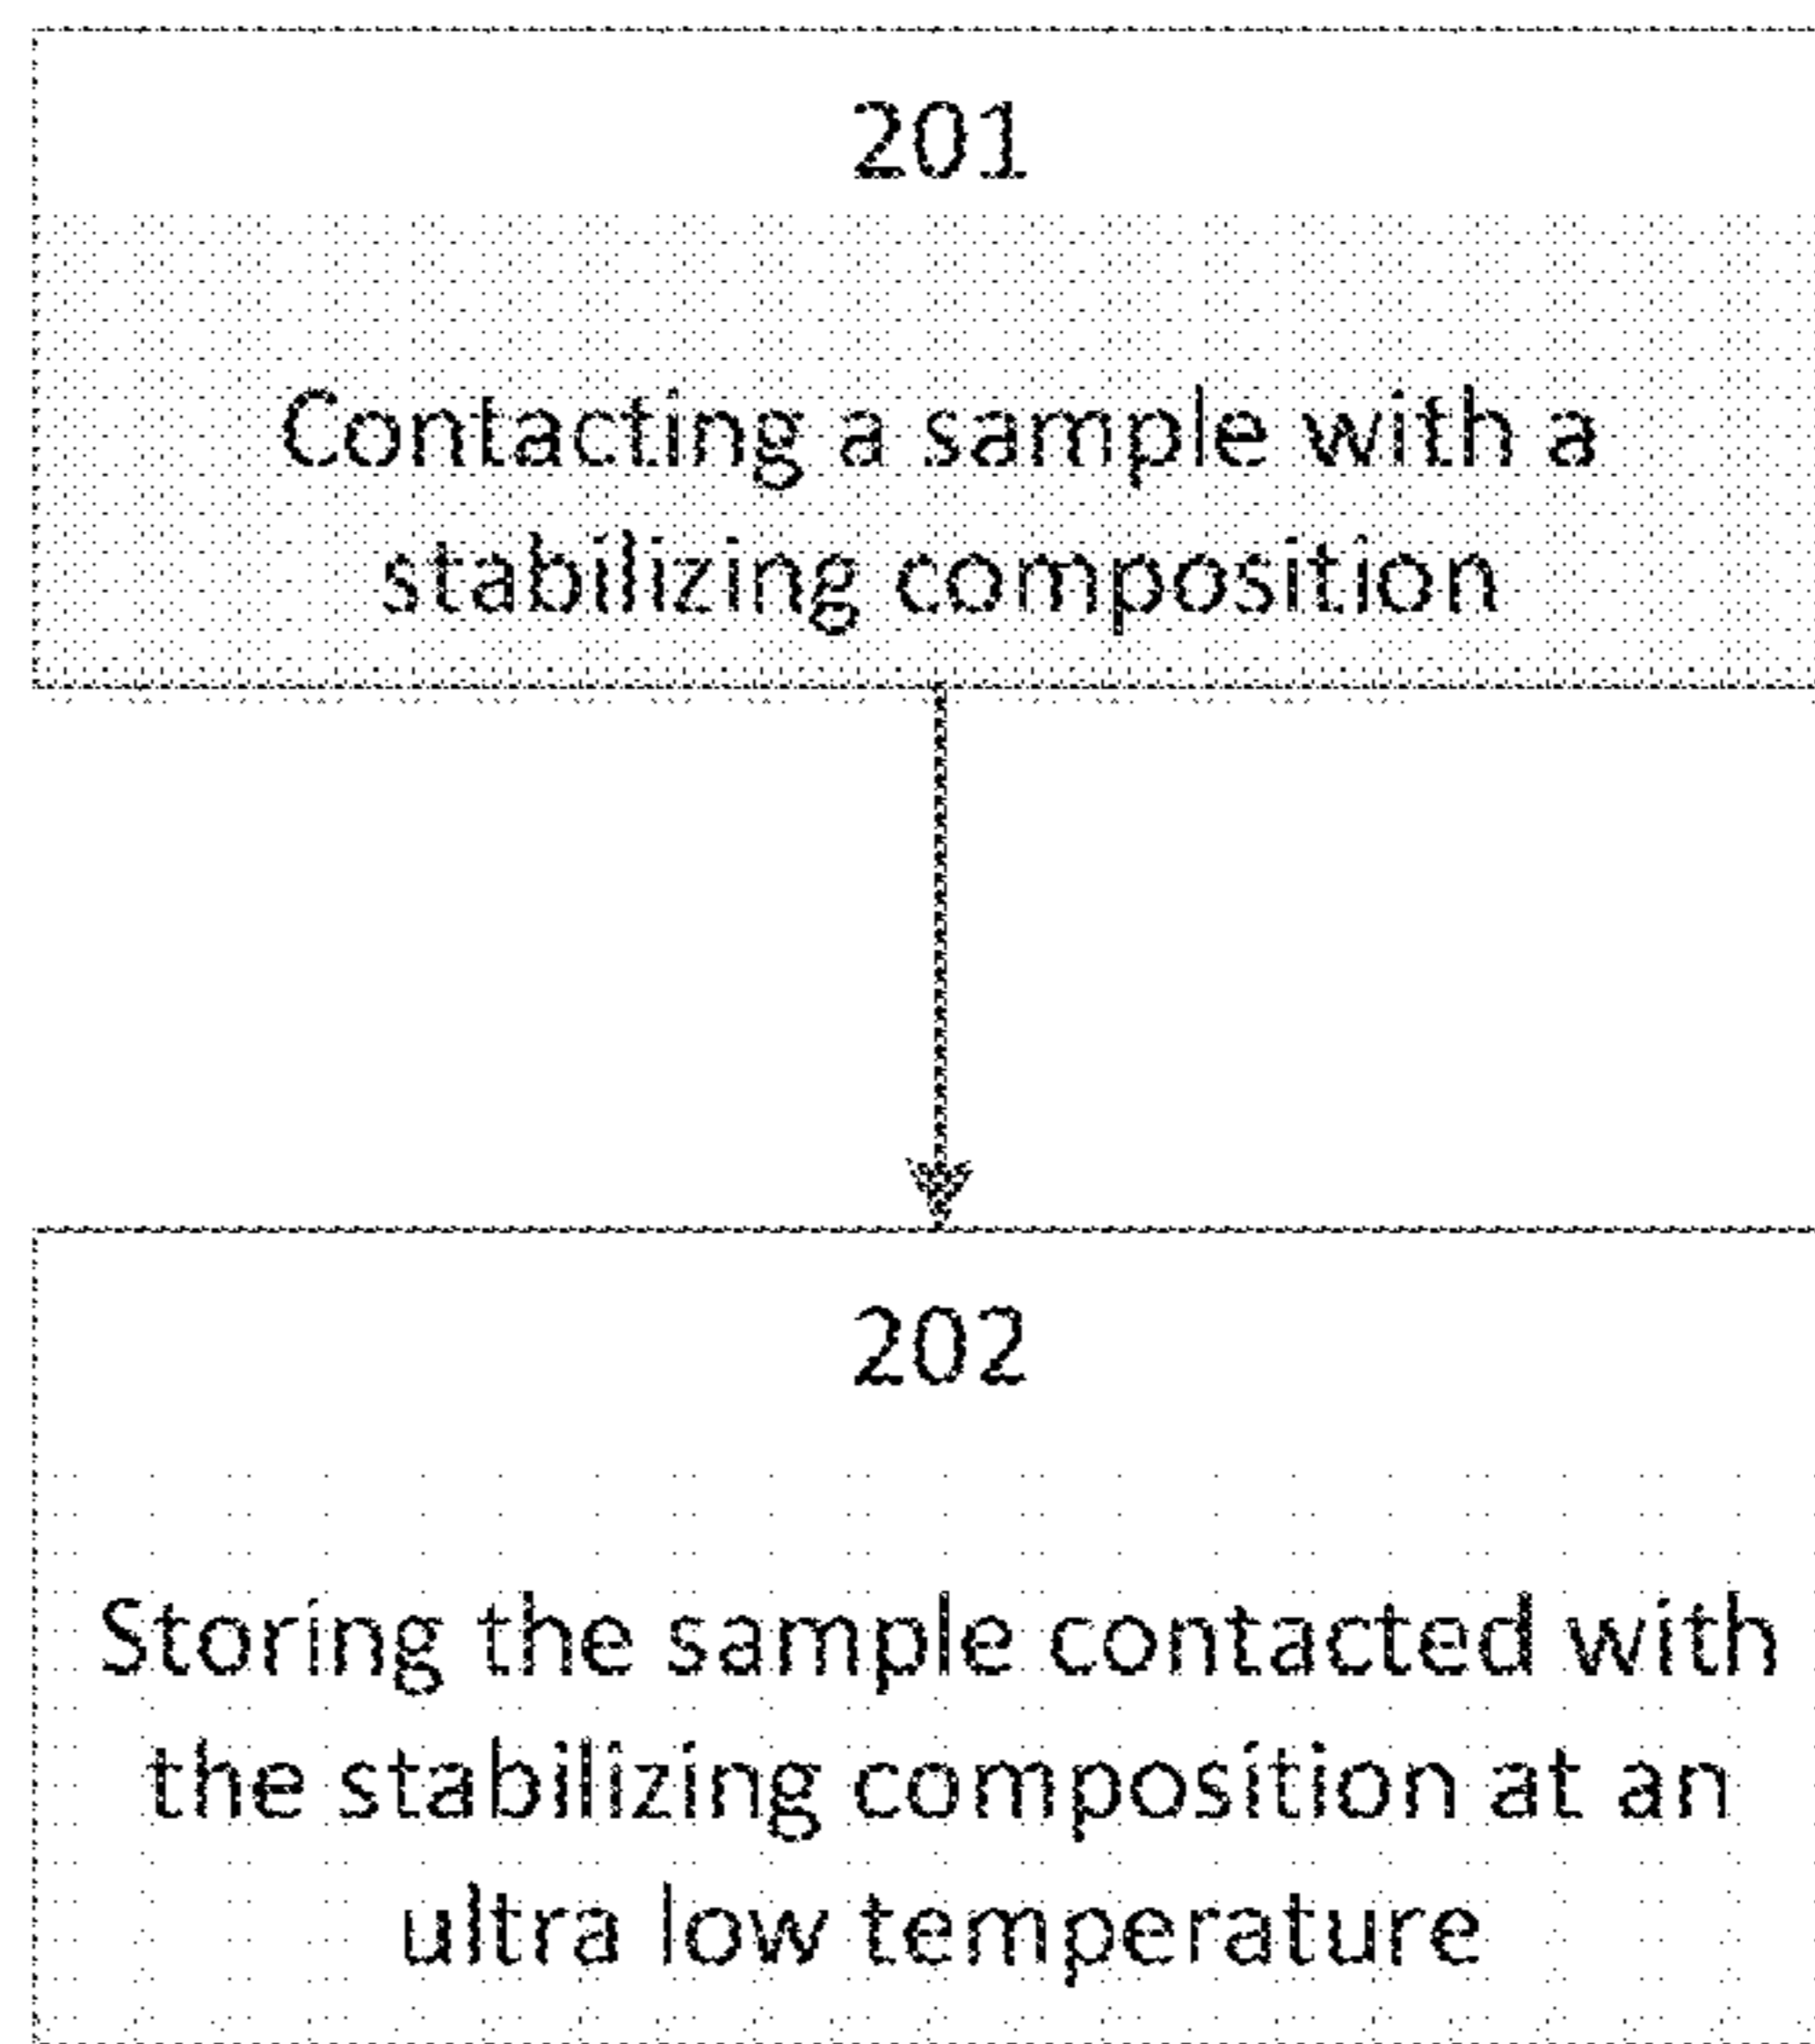 201
Contacting a sample with a
stabilizing composition
202
Storing the sample contacted with
the stabilizing composition at an
ultra low temperature